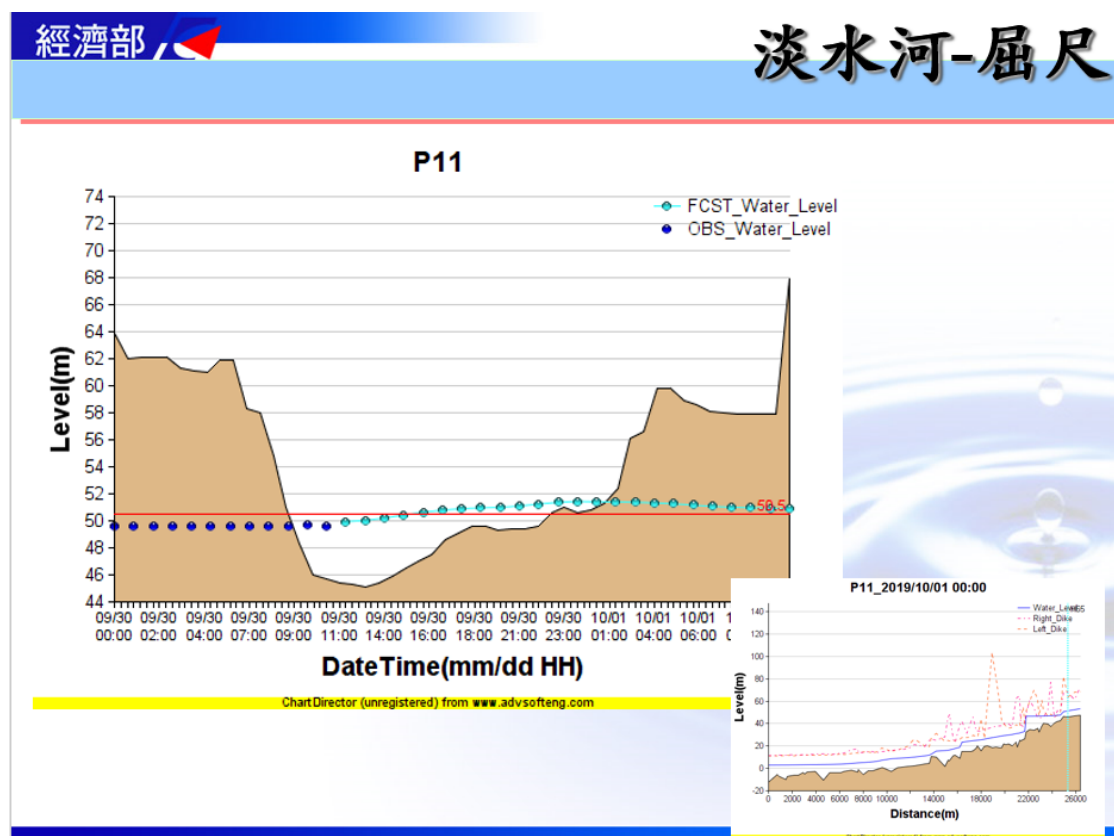 經濟部
淡水河-屈尺
P11
FCST_Water_Level
OBS_Water_Level
74
72
70
68
66
64
62
60
58
56
54
52
50
48
46
44
Level(m)
50.5
09/30 09/30 09/30 09/30 09/30 09/30 09/30 09/30 09/30 09/30 09/30 10/01 10/01 10/01
00:00 02:00 04:00 07:00 09:00 11:00 14:00 16:00 18:00 21:00 23:00 01:00 04:00 06:00
DateTime(mm/dd HH)
ChartDirector (unregistered) from www.advsofteng.com
P11_2019/10/01 00:00
Right_Dike
Left_Dike
140
120
100
80
60
40
20
0
-20
Level(m)
0 2000 4000 6000 8000 10000 14000 18000 22000 26000
Distance(m)